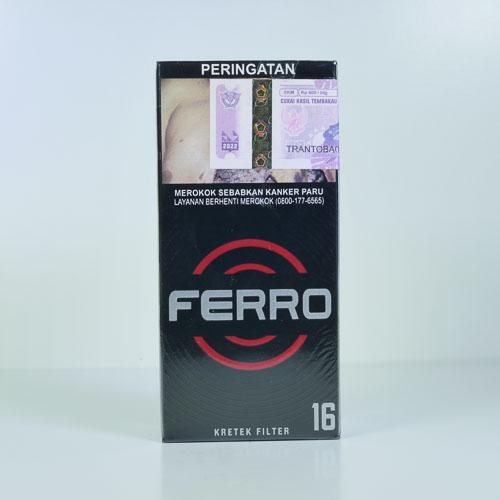 PERINGATAN
2022
CUKAI HASIL TEMBAKAU
TRANTOBA
MEROKOK SEBABKAN KANKER PARU
LAYANAN BERHENTI MEROKOK (0800-177-6565)
FERRO
16
KRETEK FILTER